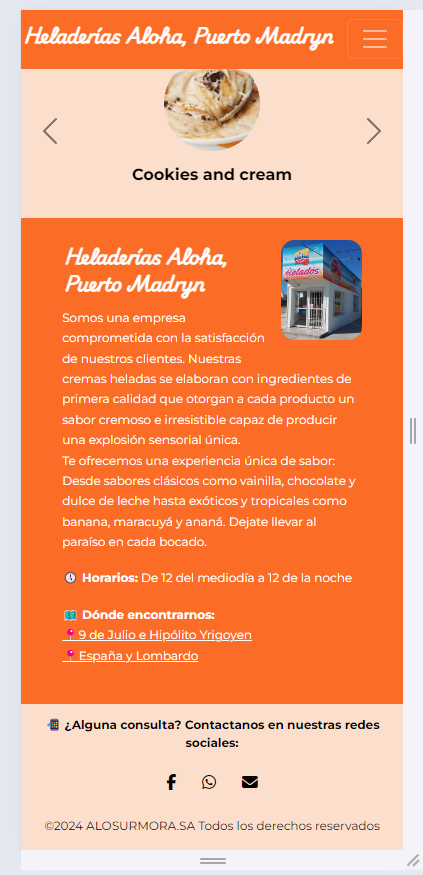 Heladerías Aloha, Puerto Madryn
Cookies and cream
Heladerías Aloha,
Puerto Madryn
aloha
Helados
Somos una empresa
comprometida con la satisfacción
de nuestros clientes. Nuestras
cremas heladas se elaboran con ingredientes de
primera calidad que otorgan a cada producto un
sabor cremoso e irresistible capaz de producir
una explosión sensorial única.
Te ofrecemos una experiencia única de sabor:
Desde sabores clásicos como vainilla, chocolate y
dulce de leche hasta exóticos y tropicales como
banana, maracuyá y ananá. Dejate llevar al
paraíso en cada bocado.
🕓 Horarios: De 12 del mediodía a 12 de la noche
🗺️ Dónde encontrarnos:
📍9 de Julio e Hipólito Yrigoyen
📍España y Lombardo
📲 ¿Alguna consulta? Contactanos en nuestras redes
sociales:
©2024 ALOSURMORA.SA Todos los derechos reservados